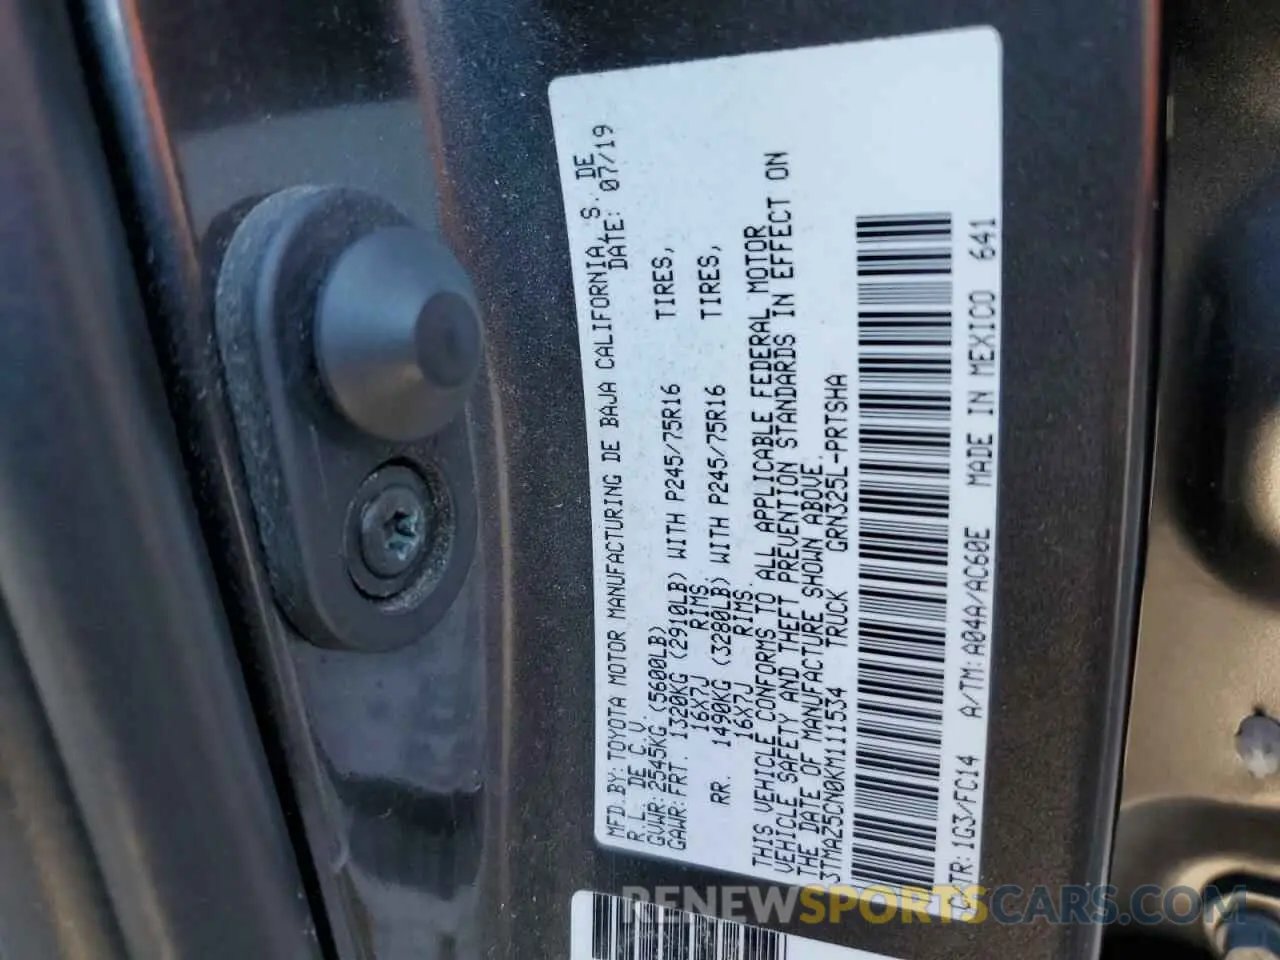 MFD.BY: TOYOTA MOTOR MANUFACTURING DE BAJA CALIFORNIA, S. DE
R.L. DE C.V. DATE: 07/19
GVWR: 2545KG (5600LB)
GAWR: FRT. 1320KG (2910LB) WITH P245/75R16 TIRES,
16X7J RIMS.
RR. 1490KG (3280LB) WITH P245/75R16 TIRES,
16X7J RIMS.
THIS VEHICLE CONFORMS TO ALL APPLICABLE FEDERAL MOTOR
VEHICLE SAFETY AND THEFT PREVENTION STANDARDS IN EFFECT ON
THE DATE OF MANUFACTURE SHOWN ABOVE.
3TMAZ5CN0KM111534 TRUCK GRN325L-PRTSHA
C/TR: 1G3/FC14 A/TM: A04A/AC60E MADE IN MEXICO 641
RENEWSPORTSCARS.COM